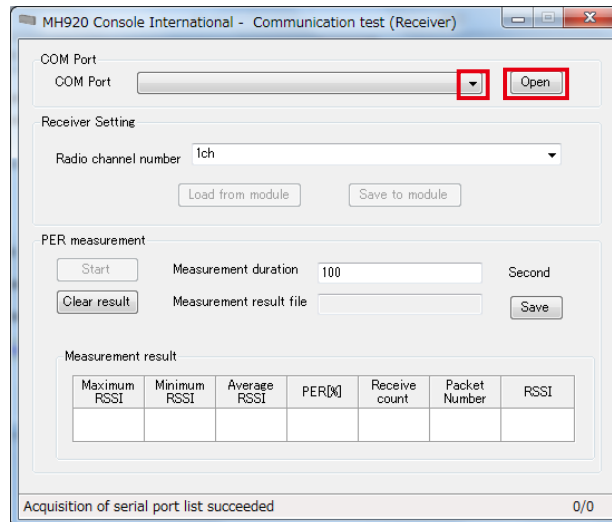 MH920 Console International - Communication test (Receiver)
COM Port
COM Port
Open
Receiver Setting
Radio channel number 1ch
Load from module Save to module
PER measurement
Start Measurement duration 100 Second
Clear result Measurement result file Save
Measurement result
Maximum RSSI Minimum RSSI Average RSSI PER[%] Receive count Packet Number RSSI
Acquisition of serial port list succeeded 0/0